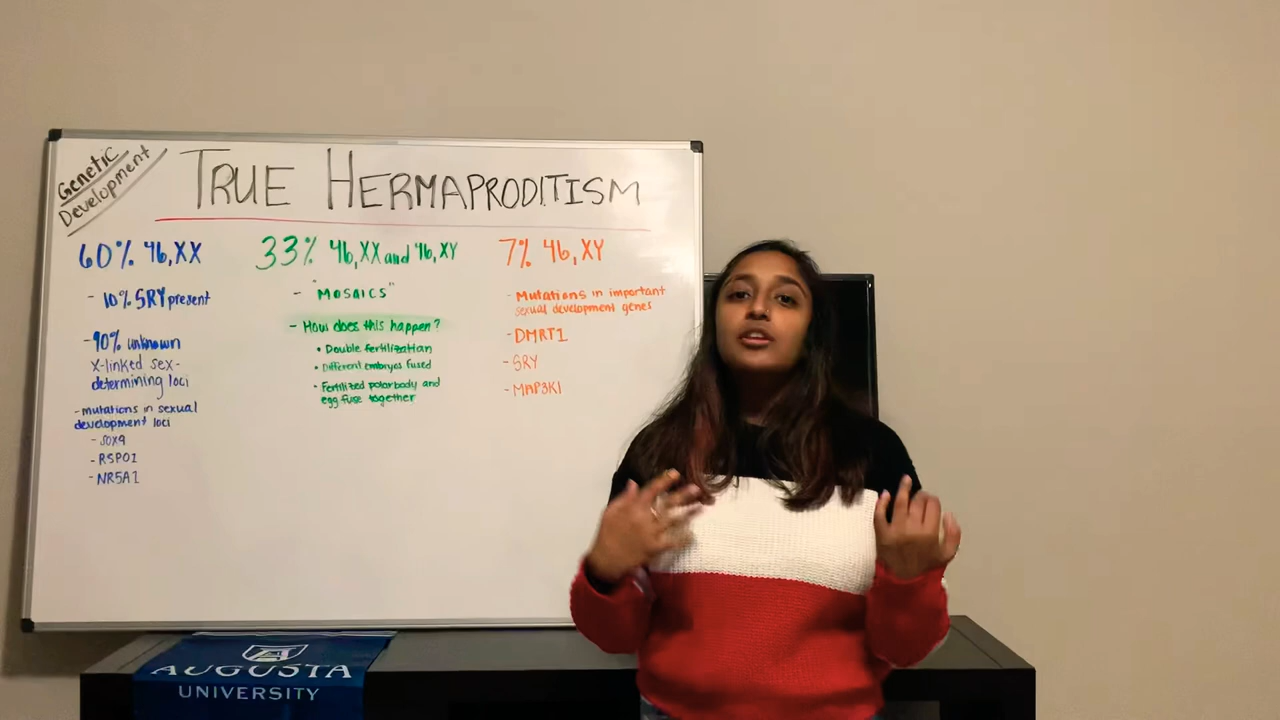 Genetic
Development
TRUE HERMAPRODITISM
60% 46,XX
- 10% SRY present
- 90% unknown
X-linked sex-
determining loci
- mutations in sexual
development loci
- SOX9
- RSPO1
- NR5A1
33% 46,XX and 46,XY
- "MOSAICS"
- How does this happen?
• Double fertilization
• Different embryos fused
• Fertilized polar body and
egg fuse together
7% 46,XY
- Mutations in important
sexual development genes
- DMRT1
- SRY
- MAP3K1
AUGUSTA
UNIVERSITY